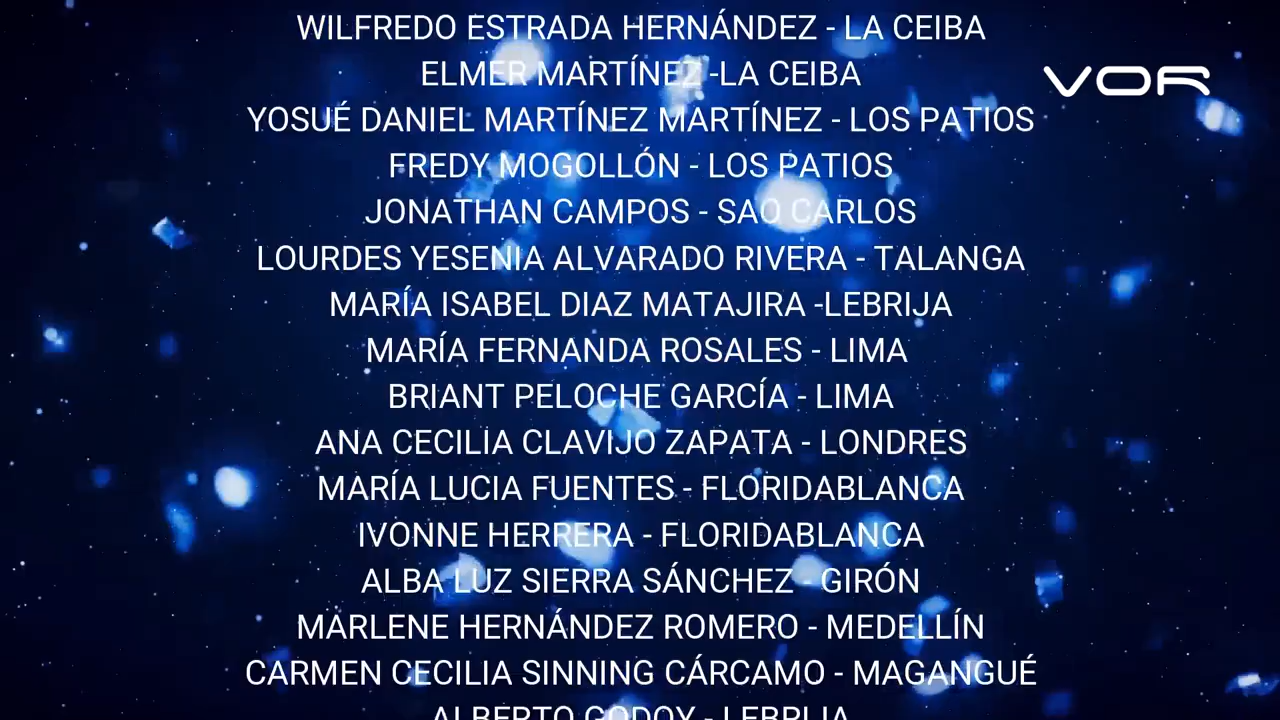 WILFREDO ESTRADA HERNÁNDEZ - LA CEIBA
ELMER MARTÍNEZ -LA CEIBA
VOR
YOSUÉ DANIEL MARTÍNEZ MARTÍNEZ - LOS PATIOS
FREDY MOGOLLÓN - LOS PATIOS
JONATHAN CAMPOS - SAO CARLOS
LOURDES YESENIA ALVARADO RIVERA - TALANGA
MARÍA ISABEL DIAZ MATAJIRA -LEBRIJA
MARÍA FERNANDA ROSALES - LIMA
BRIANT PELOCHE GARCÍA - LIMA
ANA CECILIA CLAVIJO ZAPATA - LONDRES
MARÍA LUCIA FUENTES - FLORIDABLANCA
IVONNE HERRERA - FLORIDABLANCA
ALBA LUZ SIERRA SÁNCHEZ - GIRÓN
MARLENE HERNÁNDEZ ROMERO - MEDELLÍN
CARMEN CECILIA SINNING CÁRCAMO - MAGANGUÉ
ALBERTO GODOY - LEBRIJA